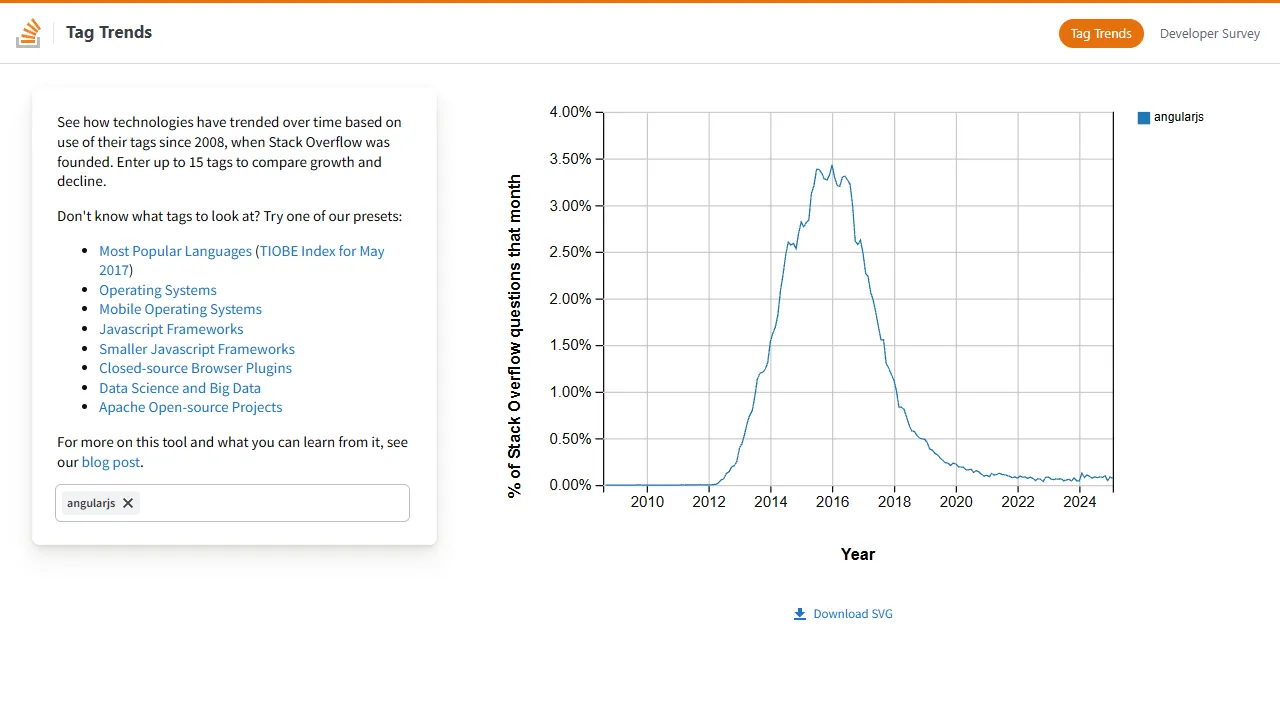 Tag Trends
Tag Trends
Developer Survey
See how technologies have trended over time based on
use of their tags since 2008, when Stack Overflow was
founded. Enter up to 15 tags to compare growth and
decline.
Don't know what tags to look at? Try one of our presets:
Most Popular Languages (TIOBE Index for May
2017)
Operating Systems
Mobile Operating Systems
Javascript Frameworks
Smaller Javascript Frameworks
Closed-source Browser Plugins
Data Science and Big Data
Apache Open-source Projects
For more on this tool and what you can learn from it, see
our blog post.
angularjs
% of Stack Overflow questions that month
4.00%
3.50%
3.00%
2.50%
2.00%
1.50%
1.00%
0.50%
0.00%
2010 2012 2014 2016 2018 2020 2022 2024
Year
angularjs
Download SVG